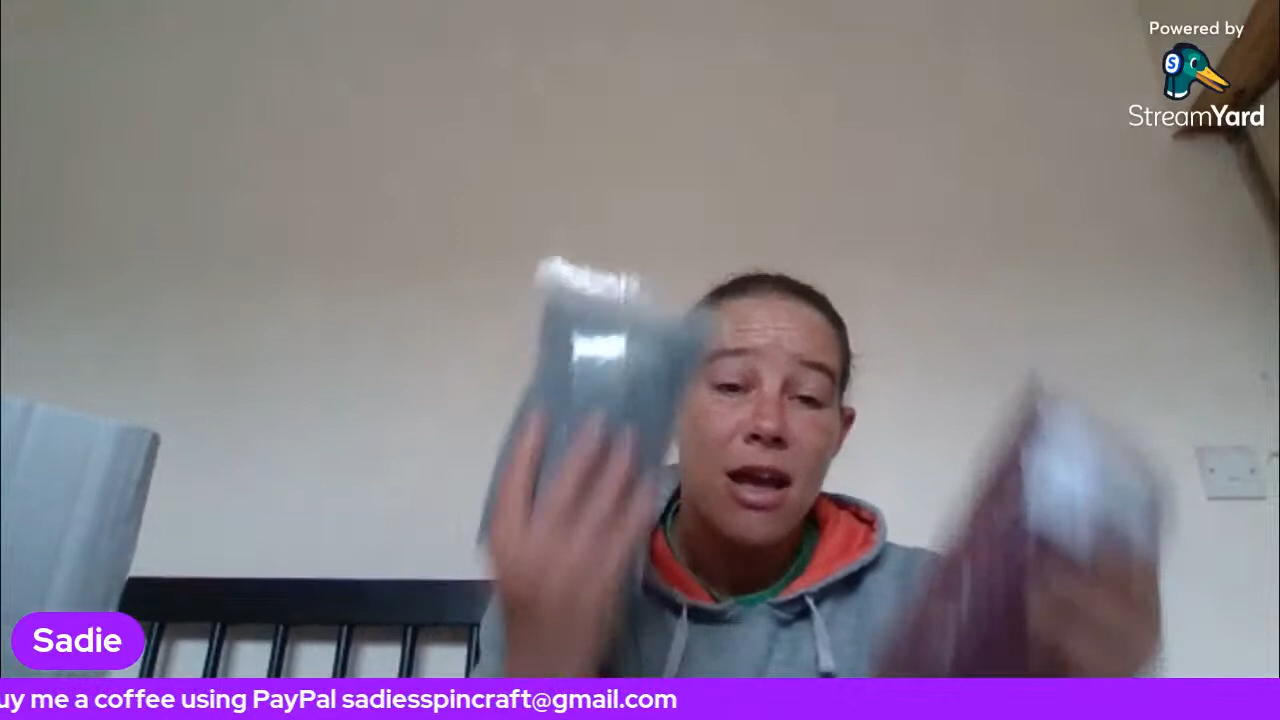 Powered by
S
StreamYard
Sadie
uy me a coffee using PayPal sadiesspincraft@gmail.com